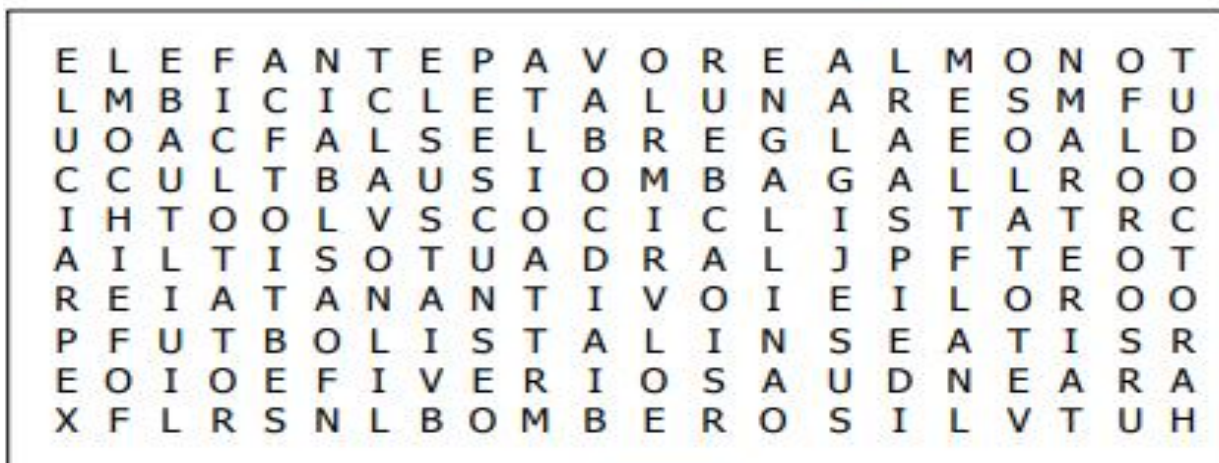 E L E F A N T E P A V O R E A L M O N O T
L M B I C I C L E T A L U N A R E S M F U
U O A C F A L S E L B R E G L A E O A L D
C C U L T B A U S I O M B A G A L L R O O
I H T O O L V S C O C I C L I S T A T R C
A I L T I S O T U A D R A L J P F T E O T
R E I A T A N A N T I V O I E I L O R O O
P F U T B O L I S T A L I N S E A T I S R
E O I O E F I V E R I O S A U D N E A R A
X F L R S N L B O M B E R O S I L V T U H